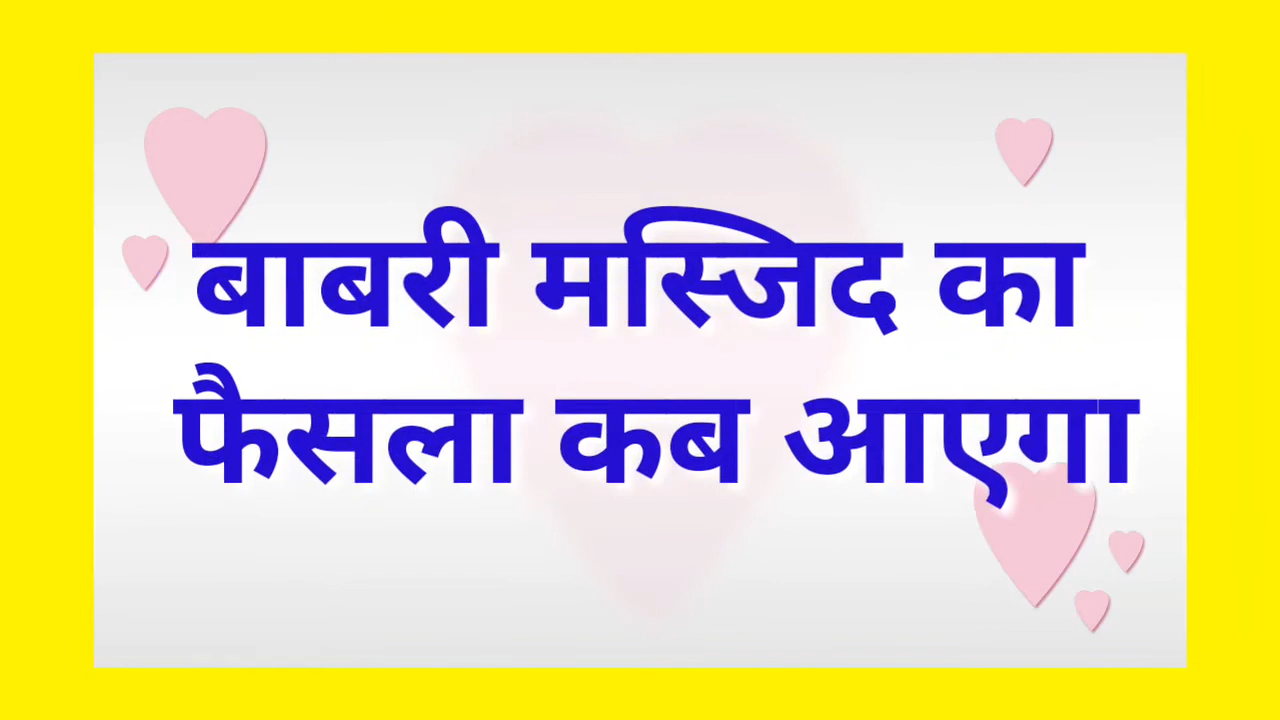 बाबरी मस्जिद का
फैसला कब आएगा